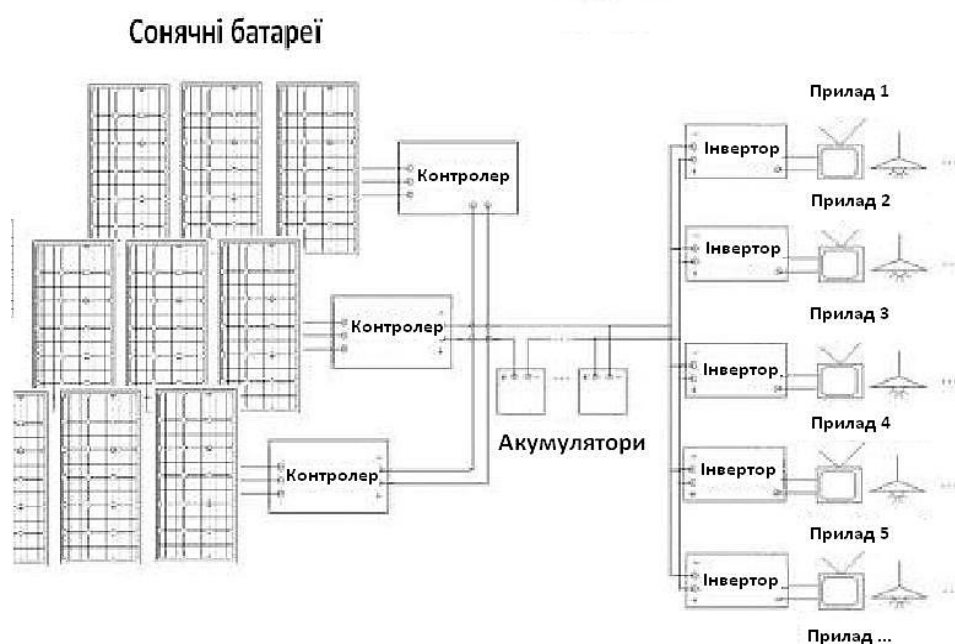 Сонячні батареї
Прилад 1
Контролер
Інвертор
Прилад 2
Інвертор
Прилад 3
Контролер
Інвертор
Акумулятори
Прилад 4
Контролер
Інвертор
Прилад 5
Інвертор
Прилад ...